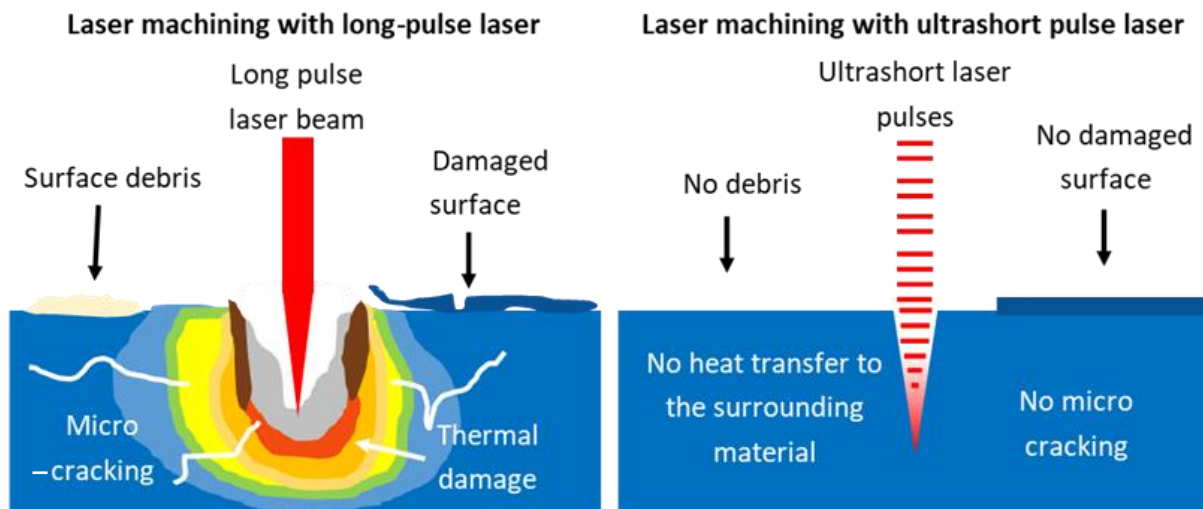 Laser machining with long-pulse laser
Long pulse
laser beam
Surface debris
Damaged
surface
Micro
–cracking
Thermal
damage
Laser machining with ultrashort pulse laser
Ultrashort laser
pulses
No debris
No damaged
surface
No heat transfer to
the surrounding
material
No micro
cracking